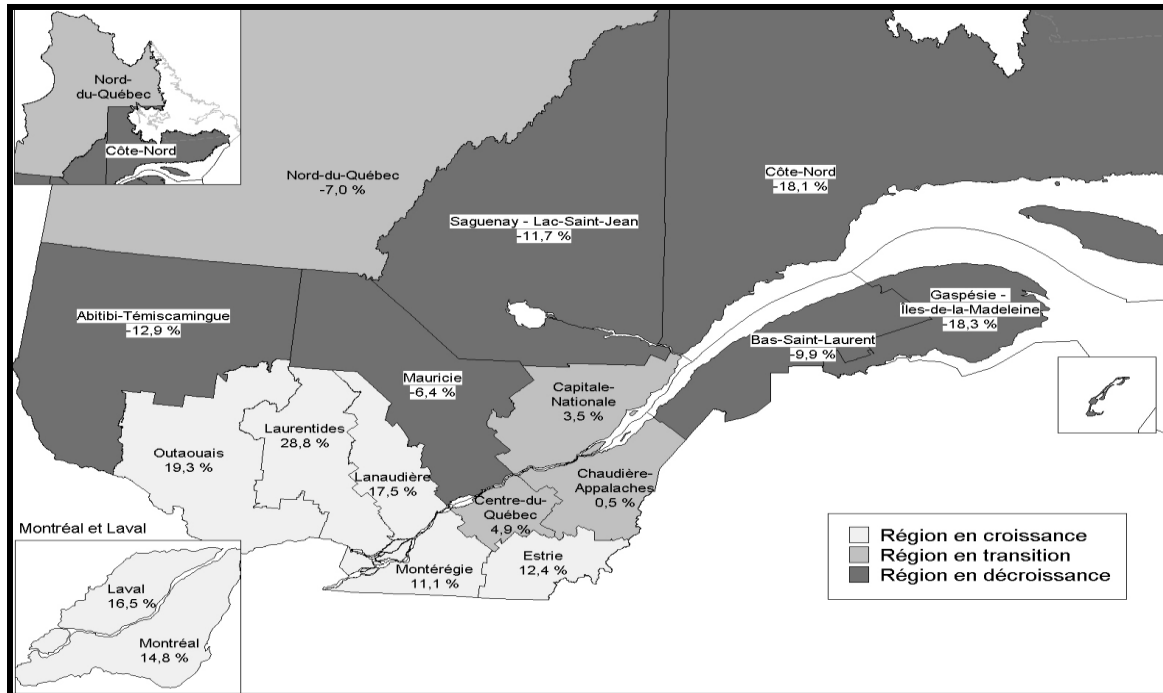 Nord-
du-Québec
Côte-Nord
Nord-du-Québec
-7,0 %
Côte-Nord
-18,1 %
Saguenay - Lac-Saint-Jean
-11,7 %
Abitibi-Témiscamingue
-12,9 %
Gaspésie -
Îles-de-la-Madeleine
-18,3 %
Bas-Saint-Laurent
-9,9 %
Mauricie
-6,4 %
Capitale-
Nationale
3,5 %
Laurentides
28,8 %
Outaouais
19,3 %
Lanaudière
17,5 %
Chaudière-
Appalaches
0,5 %
Centre-du-
Québec
4,9 %
Montérégie
11,1 %
Estrie
12,4 %
Montréal et Laval
Laval
16,5 %
Montréal
14,8 %
Région en croissance
Région en transition
Région en décroissance